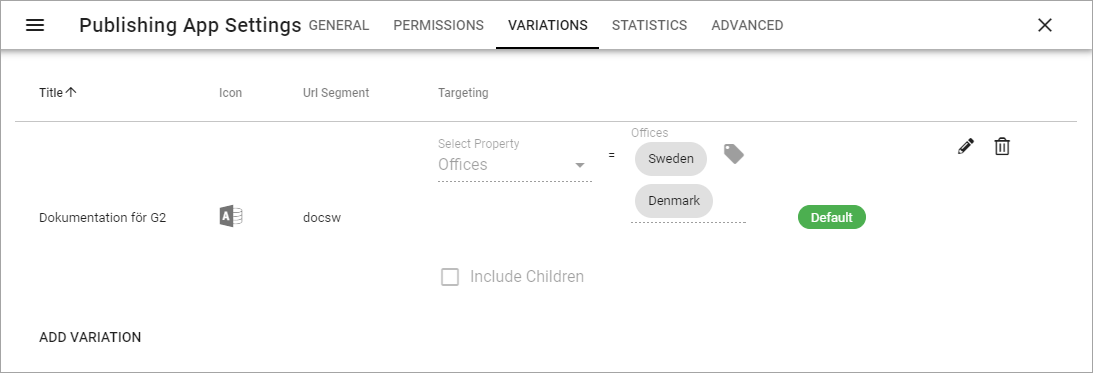 Publishing App Settings GENERAL PERMISSIONS VARIATIONS STATISTICS ADVANCED
Title Icon Url Segment Targeting
Offices
Select Property
Offices = Sweden
Denmark
Dokumentation för G2 A docsw Default
Include Children
ADD VARIATION